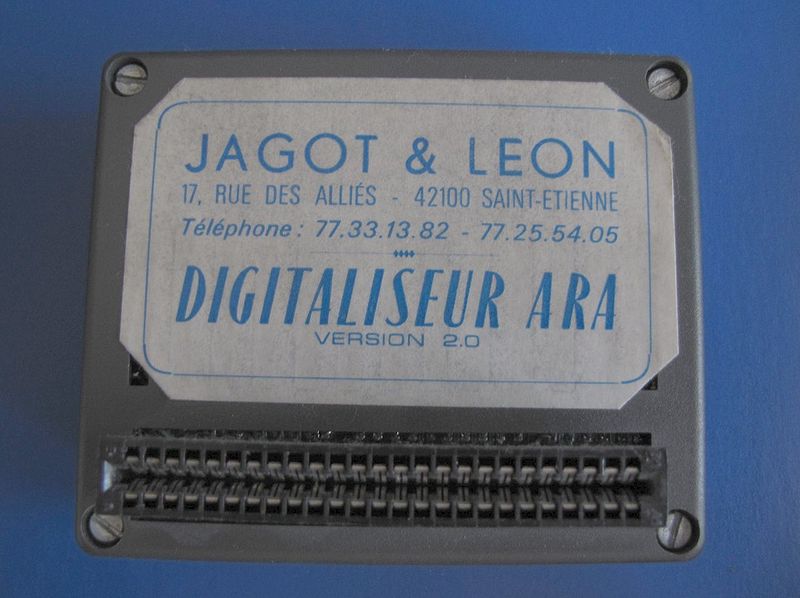 JAGOT & LEON
17, RUE DES ALLIÉS - 42100 SAINT-ETIENNE
Téléphone : 77.33.13.82 - 77.25.54.05
DIGITALISEUR ARA
VERSION 2.0